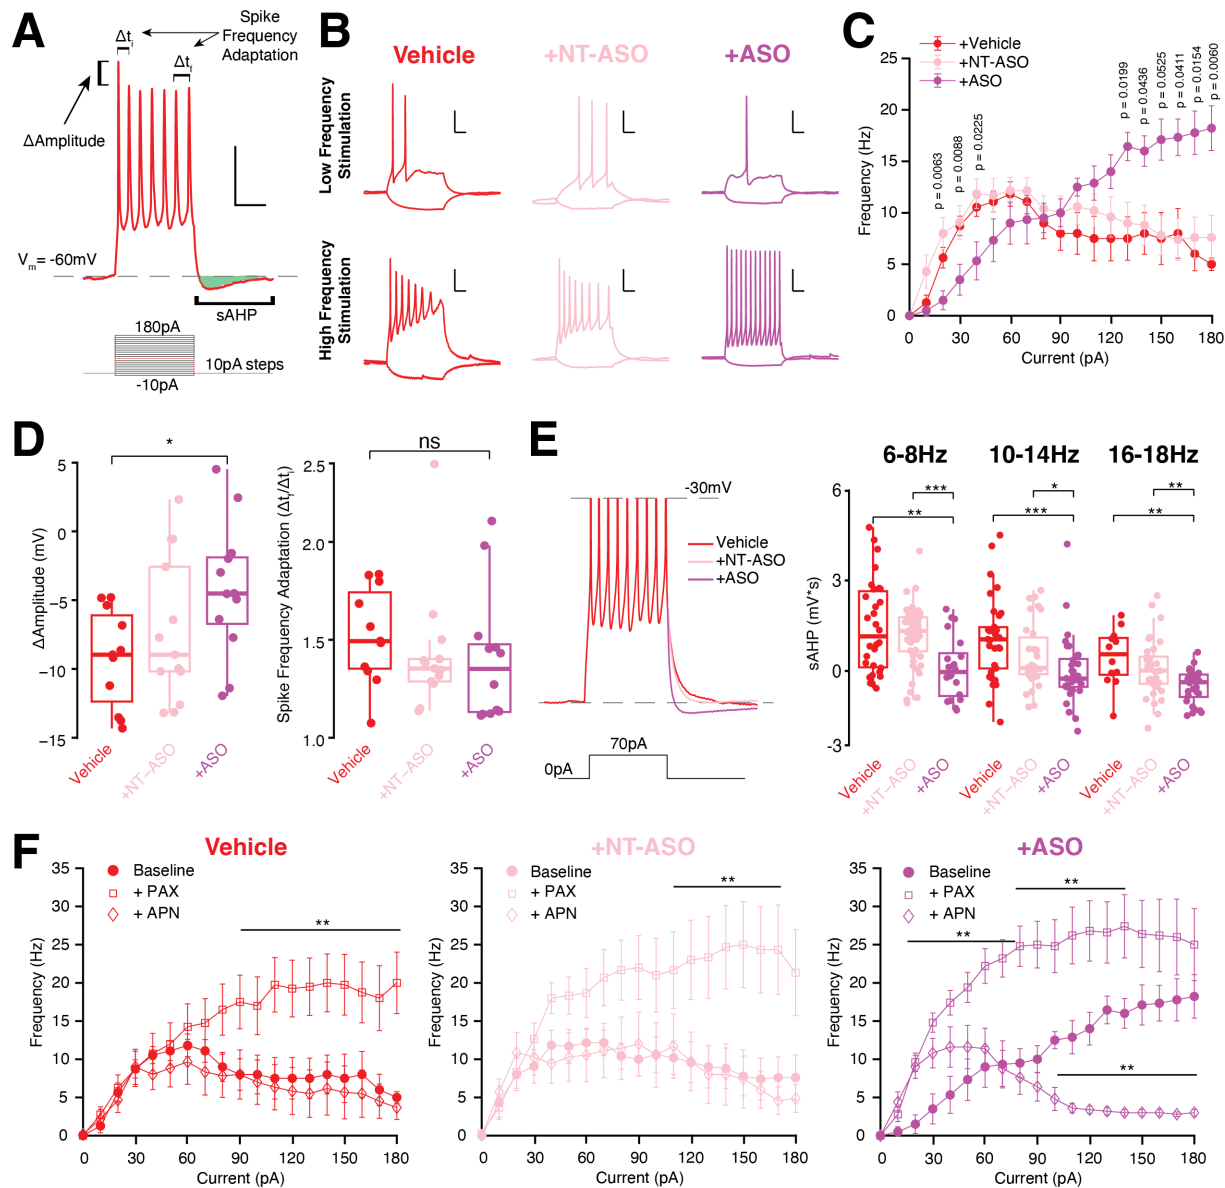 A
Spike
Frequency
Adaptation
Δti
Δtf
ΔAmplitude
Vm= -60mV
sAHP
180pA
10pA steps
-10pA
B
Vehicle
+NT-ASO
+ASO
Low Frequency
Stimulation
High Frequency
Stimulation
C
+Vehicle
+NT-ASO
+ASO
p = 0.0063
p = 0.0088
p = 0.0225
p = 0.0199
p = 0.0436
p = 0.0525
p = 0.0411
p = 0.0154
p = 0.0060
Frequency (Hz)
25
20
15
10
5
0
0 30 60 90 120 150 180
Current (pA)
D
*
ΔAmplitude (mV)
5
0
−5
−10
−15
Vehicle
+NT−ASO
+ASO
ns
Spike Frequency Adaptation (Δti/Δti)
2.5
2.0
1.5
1.0
Vehicle
+NT−ASO
+ASO
E
-30mV
Vehicle
+NT-ASO
+ASO
70pA
0pA
6-8Hz 10-14Hz 16-18Hz
*** * **
** *** **
sAHP (mV*s)
6
3
0
-3
Vehicle
+NT−ASO
+ASO
Vehicle
+NT−ASO
+ASO
Vehicle
+NT−ASO
+ASO
F
Vehicle
Baseline
+ PAX
+ APN
**
Frequency (Hz)
35
30
25
20
15
10
5
0
0 30 60 90 120 150 180
Current (pA)
+NT-ASO
Baseline
+ PAX
+ APN
**
Frequency (Hz)
35
30
25
20
15
10
5
0
0 30 60 90 120 150 180
Current (pA)
+ASO
Baseline
+ PAX
+ APN
**
**
**
Frequency (Hz)
35
30
25
20
15
10
5
0
0 30 60 90 120 150 180
Current (pA)